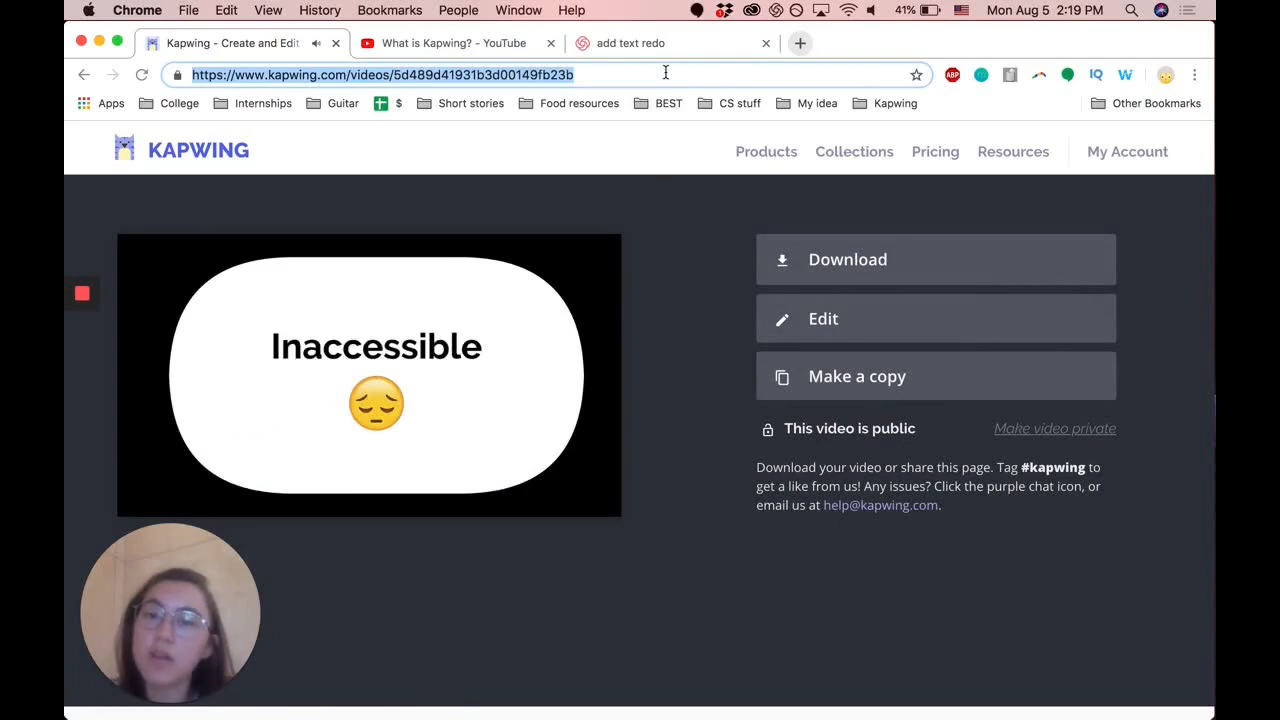 Chrome File Edit View History Bookmarks People Window Help 41% Mon Aug 5 2:19 PM
Kapwing - Create and Edit What is Kapwing? - YouTube add text redo
https://www.kapwing.com/videos/5d489d41931b3d00149fb23b ABP IQ W
Apps College Internships Guitar $ Short stories Food resources BEST CS stuff My idea Kapwing Other Bookmarks
KAPWING Products Collections Pricing Resources My Account
Inaccessible
Download
Edit
Make a copy
This video is public Make video private
Download your video or share this page. Tag #kapwing to
get a like from us! Any issues? Click the purple chat icon, or
email us at help@kapwing.com.